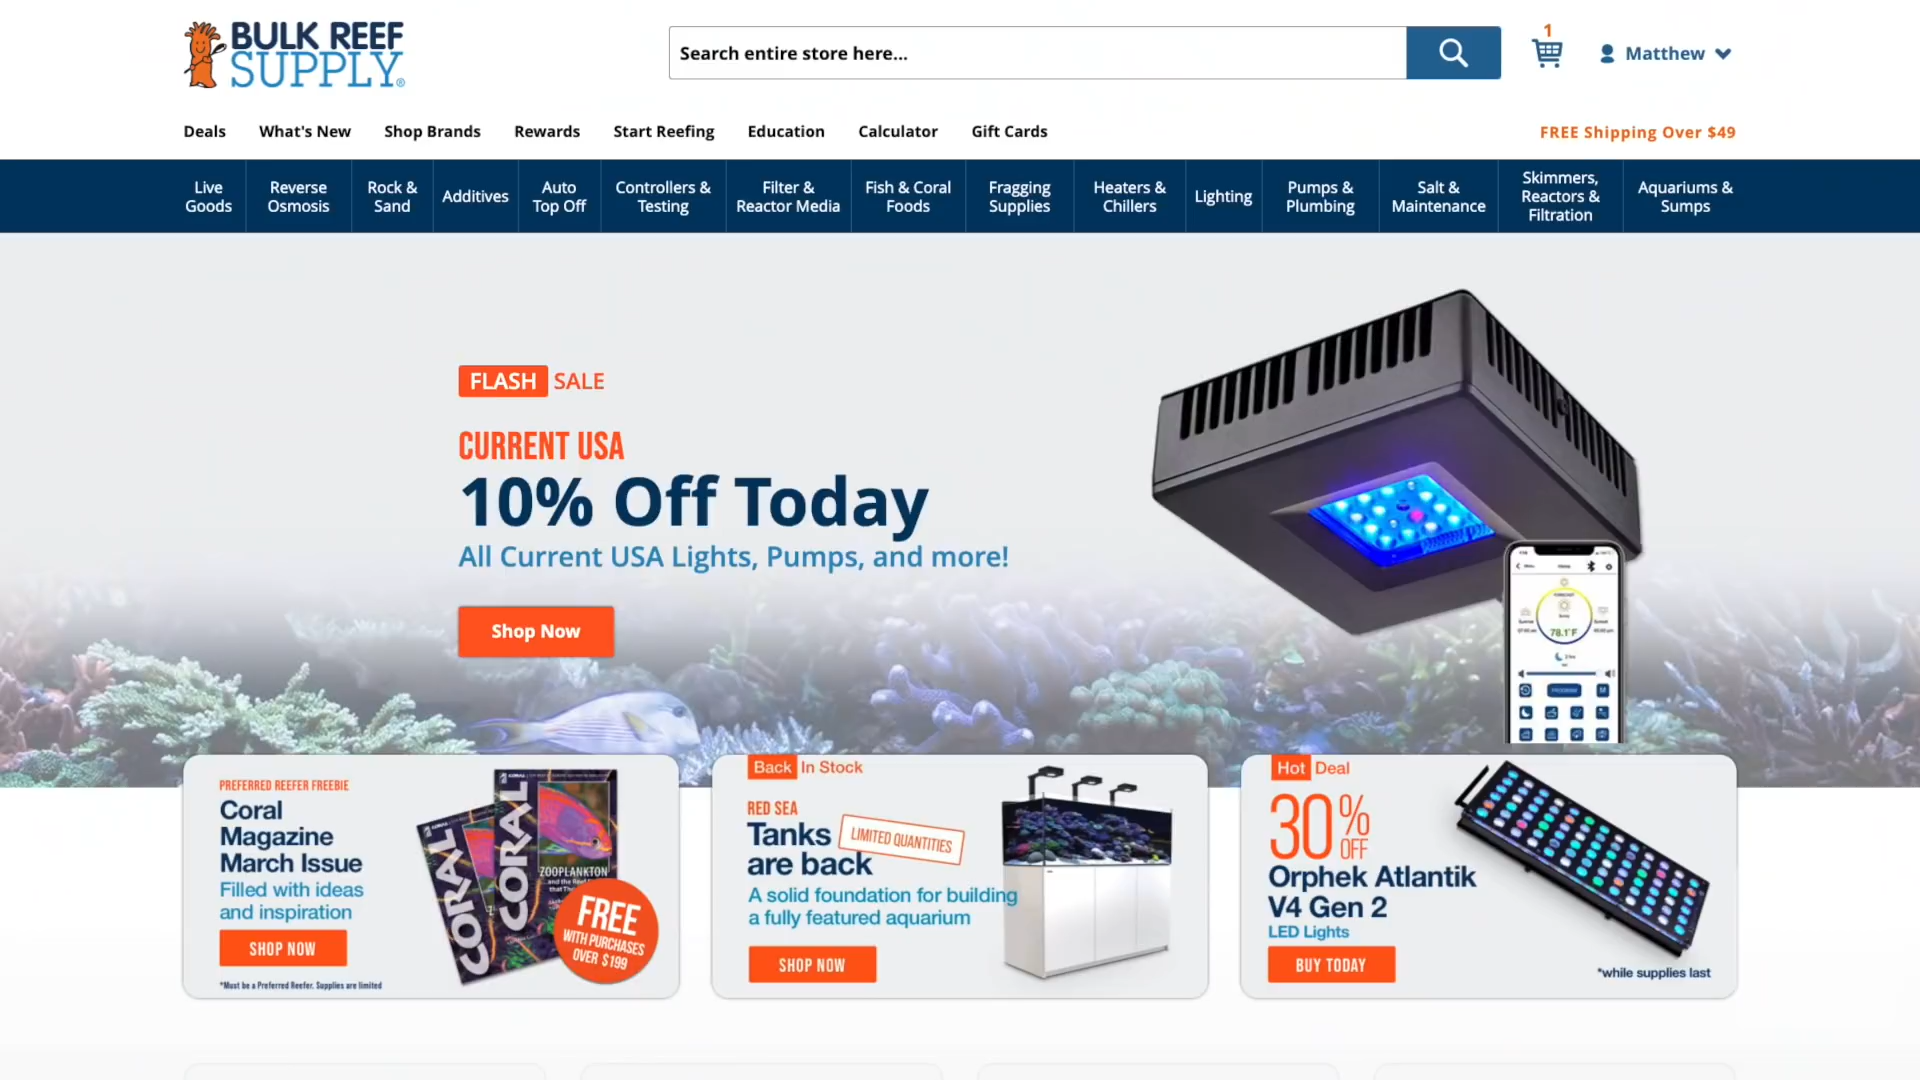 BULK REEF
SUPPLY®
Search entire store here...
1
Matthew
Deals
What's New
Shop Brands
Rewards
Start Reefing
Education
Calculator
Gift Cards
FREE Shipping Over $49
Live
Goods
Reverse
Osmosis
Rock &
Sand
Additives
Auto
Top Off
Controllers &
Testing
Filter &
Reactor Media
Fish & Coral
Foods
Fragging
Supplies
Heaters &
Chillers
Lighting
Pumps &
Plumbing
Salt &
Maintenance
Skimmers,
Reactors &
Filtration
Aquariums &
Sumps
FLASH SALE
CURRENT USA
10% Off Today
All Current USA Lights, Pumps, and more!
Shop Now
78.1°F
PROGRAM
M
PREFERRED REEFER FREEBIE
Coral
Magazine
March Issue
Filled with ideas
and inspiration
SHOP NOW
*Must be a Preferred Reefer. Supplies are limited
CORAL
CORAL
ZOOPLANKTON
FREE
WITH PURCHASES
OVER $199
Back In Stock
RED SEA
Tanks
are back
LIMITED QUANTITIES
A solid foundation for building
a fully featured aquarium
SHOP NOW
Hot Deal
30% OFF
Orphek Atlantik
V4 Gen 2
LED Lights
BUY TODAY
*while supplies last